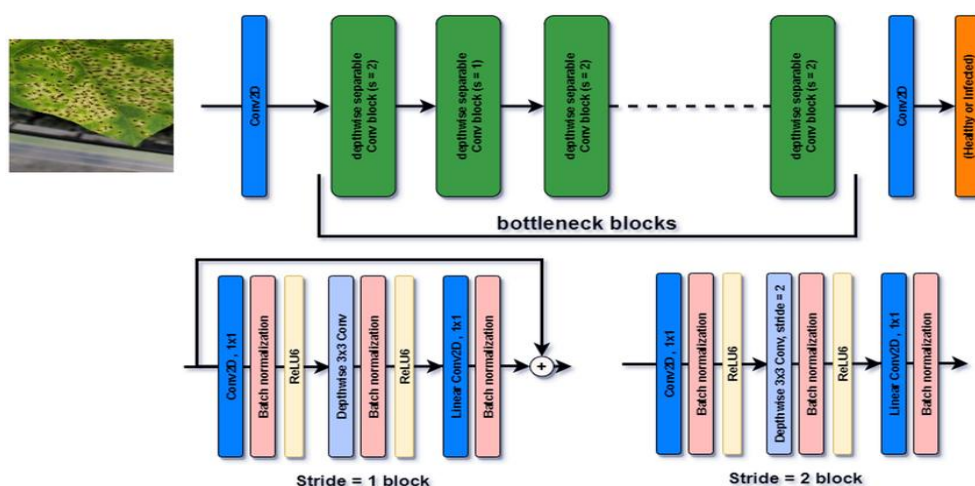 Conv2D
depthwise separable
Conv block (s = 2)
depthwise separable
Conv block (s = 1)
depthwise separable
Conv block (s = 2)
depthwise separable
Conv block (s = 2)
Conv2D
(Healthy or Infected)
bottleneck blocks
Conv2D , 1x1
Batch normalization
ReLU6
Depthwise 3x3 Conv
Batch normalization
ReLU6
Linear Conv2D , 1x1
Batch normalization
+
Stride = 1 block
Conv2D , 1x1
Batch normalization
ReLU6
Depthwise 3x3 Conv, stride = 2
Batch normalization
ReLU6
Linear Conv2D , 1x1
Batch normalization
Stride = 2 block